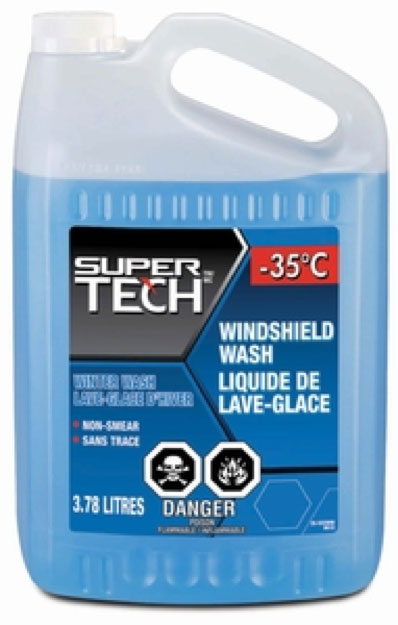 SUPER
TECH
-35°C
WINDSHIELD
WASH
LIQUIDE DE
LAVE-GLACE
WINTER WASH
LAVE-GLACE D'HIVER
• NON-SMEAR
• SANS TRACE
3.78 LITRES
DANGER
POISON
FLAMMABLE / INFLAMMABLE